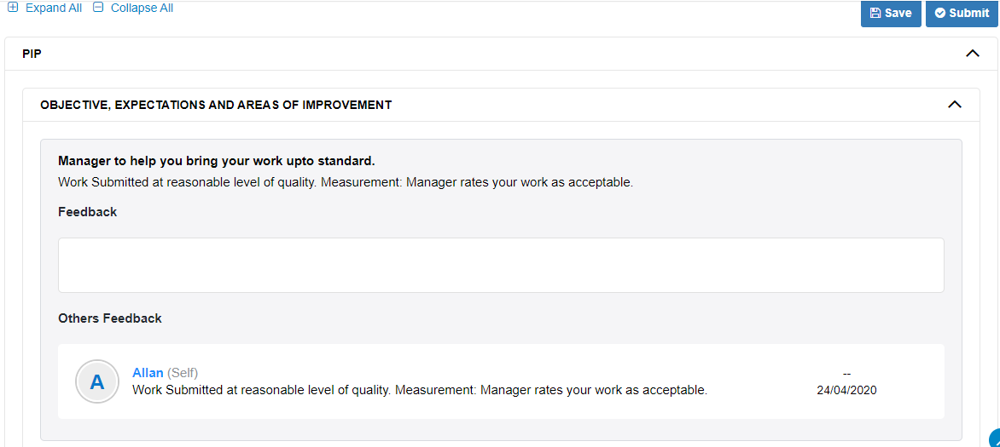 Expand All Collapse All
Save Submit
PIP
OBJECTIVE, EXPECTATIONS AND AREAS OF IMPROVEMENT
Manager to help you bring your work upto standard.
Work Submitted at reasonable level of quality. Measurement: Manager rates your work as acceptable.
Feedback
Others Feedback
A
Allan (Self) --
Work Submitted at reasonable level of quality. Measurement: Manager rates your work as acceptable. 24/04/2020